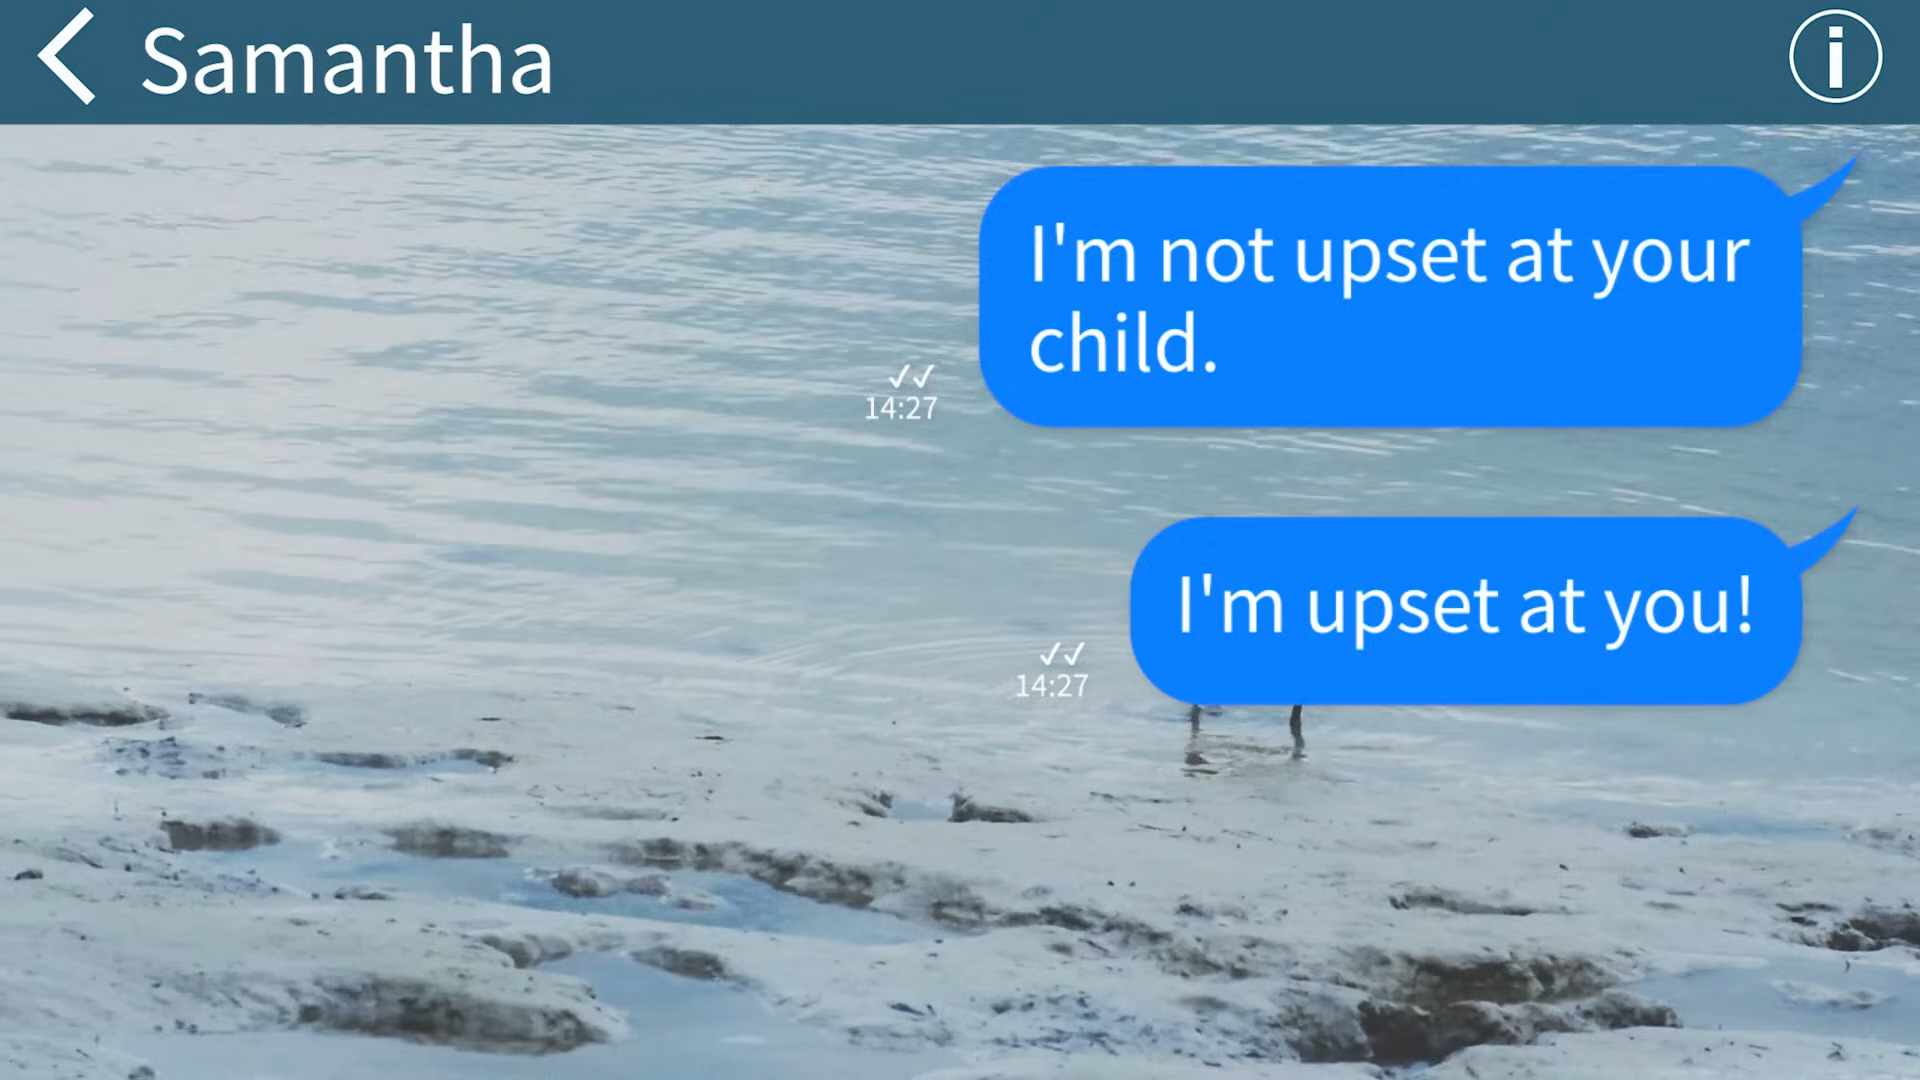 Samantha
I'm not upset at your
child.
✓✓
14:27
I'm upset at you!
✓✓
14:27